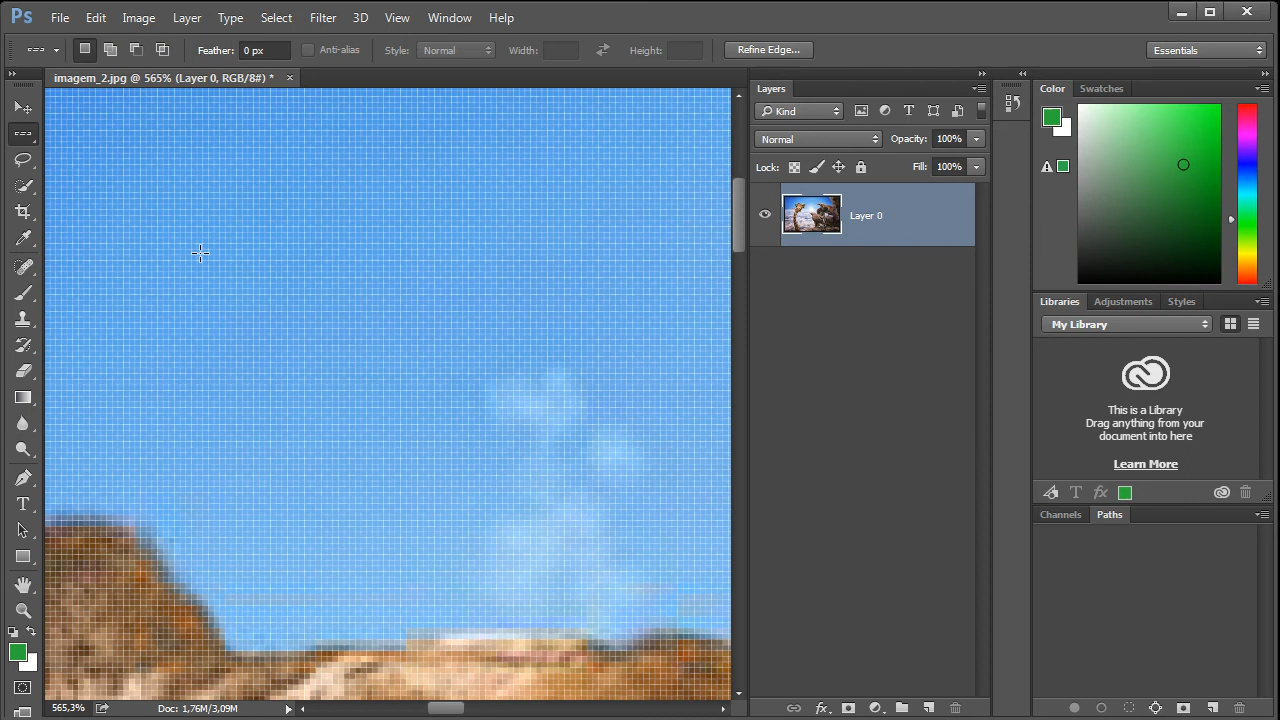 Ps File Edit Image Layer Type Select Filter 3D View Window Help
Feather: 0 px Anti-alias Style: Normal Width: Height: Refine Edge... Essentials
imagem_2.jpg @ 565% (Layer 0, RGB/8#) *
Layers
Kind
Normal Opacity: 100%
Lock: Fill: 100%
Layer 0
Color Swatches
Libraries Adjustments Styles
My Library
This is a Library
Drag anything from your
document into here
Learn More
Channels Paths
565,3% Doc: 1,76M/3,09M